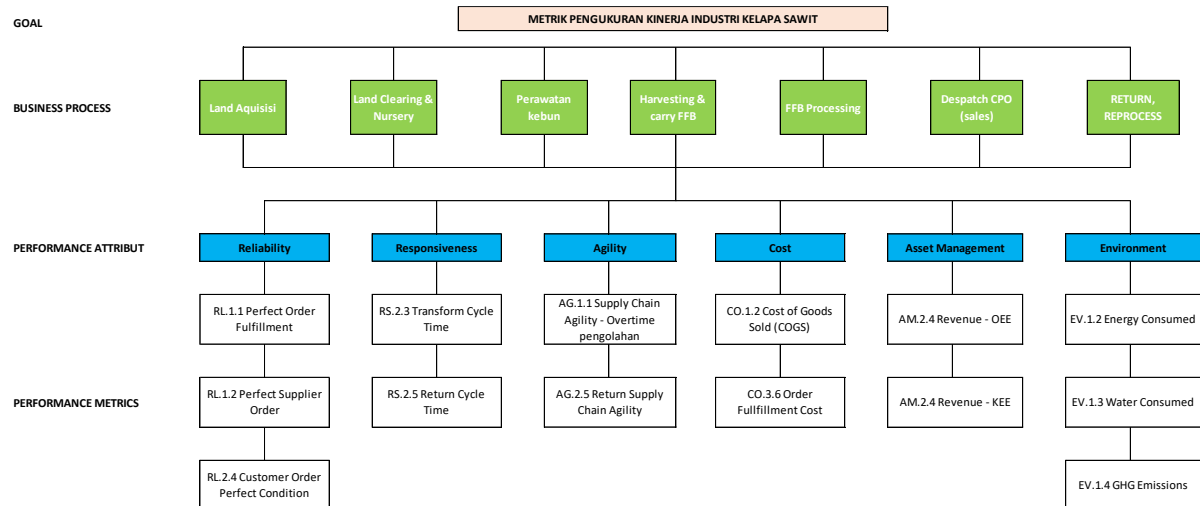 GOAL
METRIK PENGUKURAN KINERJA INDUSTRI KELAPA SAWIT
BUSINESS PROCESS
Land Aquisisi
Land Clearing &
Nursery
Perawatan
kebun
Harvesting &
carry FFB
FFB Processing
Despatch CPO
(sales)
RETURN,
REPROCESS
PERFORMANCE ATTRIBUT
Reliability
Responsiveness
Agility
Cost
Asset Management
Environment
RL.1.1 Perfect Order
Fulfillment
RS.2.3 Transform Cycle
Time
AG.1.1 Supply Chain
Agility - Overtime
pengolahan
CO.1.2 Cost of Goods
Sold (COGS)
AM.2.4 Revenue - OEE
EV.1.2 Energy Consumed
PERFORMANCE METRICS
RL.1.2 Perfect Supplier
Order
RS.2.5 Return Cycle
Time
AG.2.5 Return Supply
Chain Agility
CO.3.6 Order
Fullfillment Cost
AM.2.4 Revenue - KEE
EV.1.3 Water Consumed
RL.2.4 Customer Order
Perfect Condition
EV.1.4 GHG Emissions